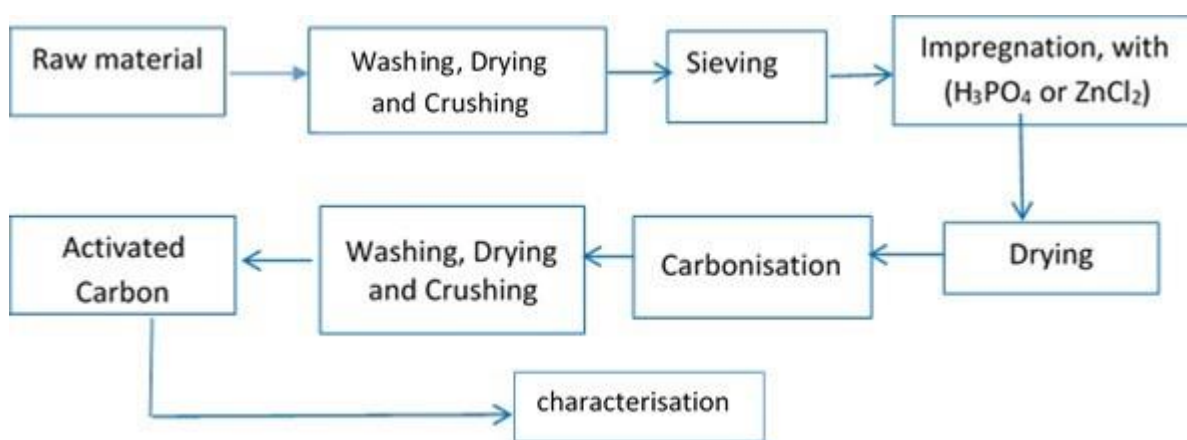 Raw material
Washing, Drying
and Crushing
Sieving
Impregnation, with
(H₃PO₄ or ZnCl₂)
Drying
Carbonisation
Washing, Drying
and Crushing
Activated
Carbon
characterisation